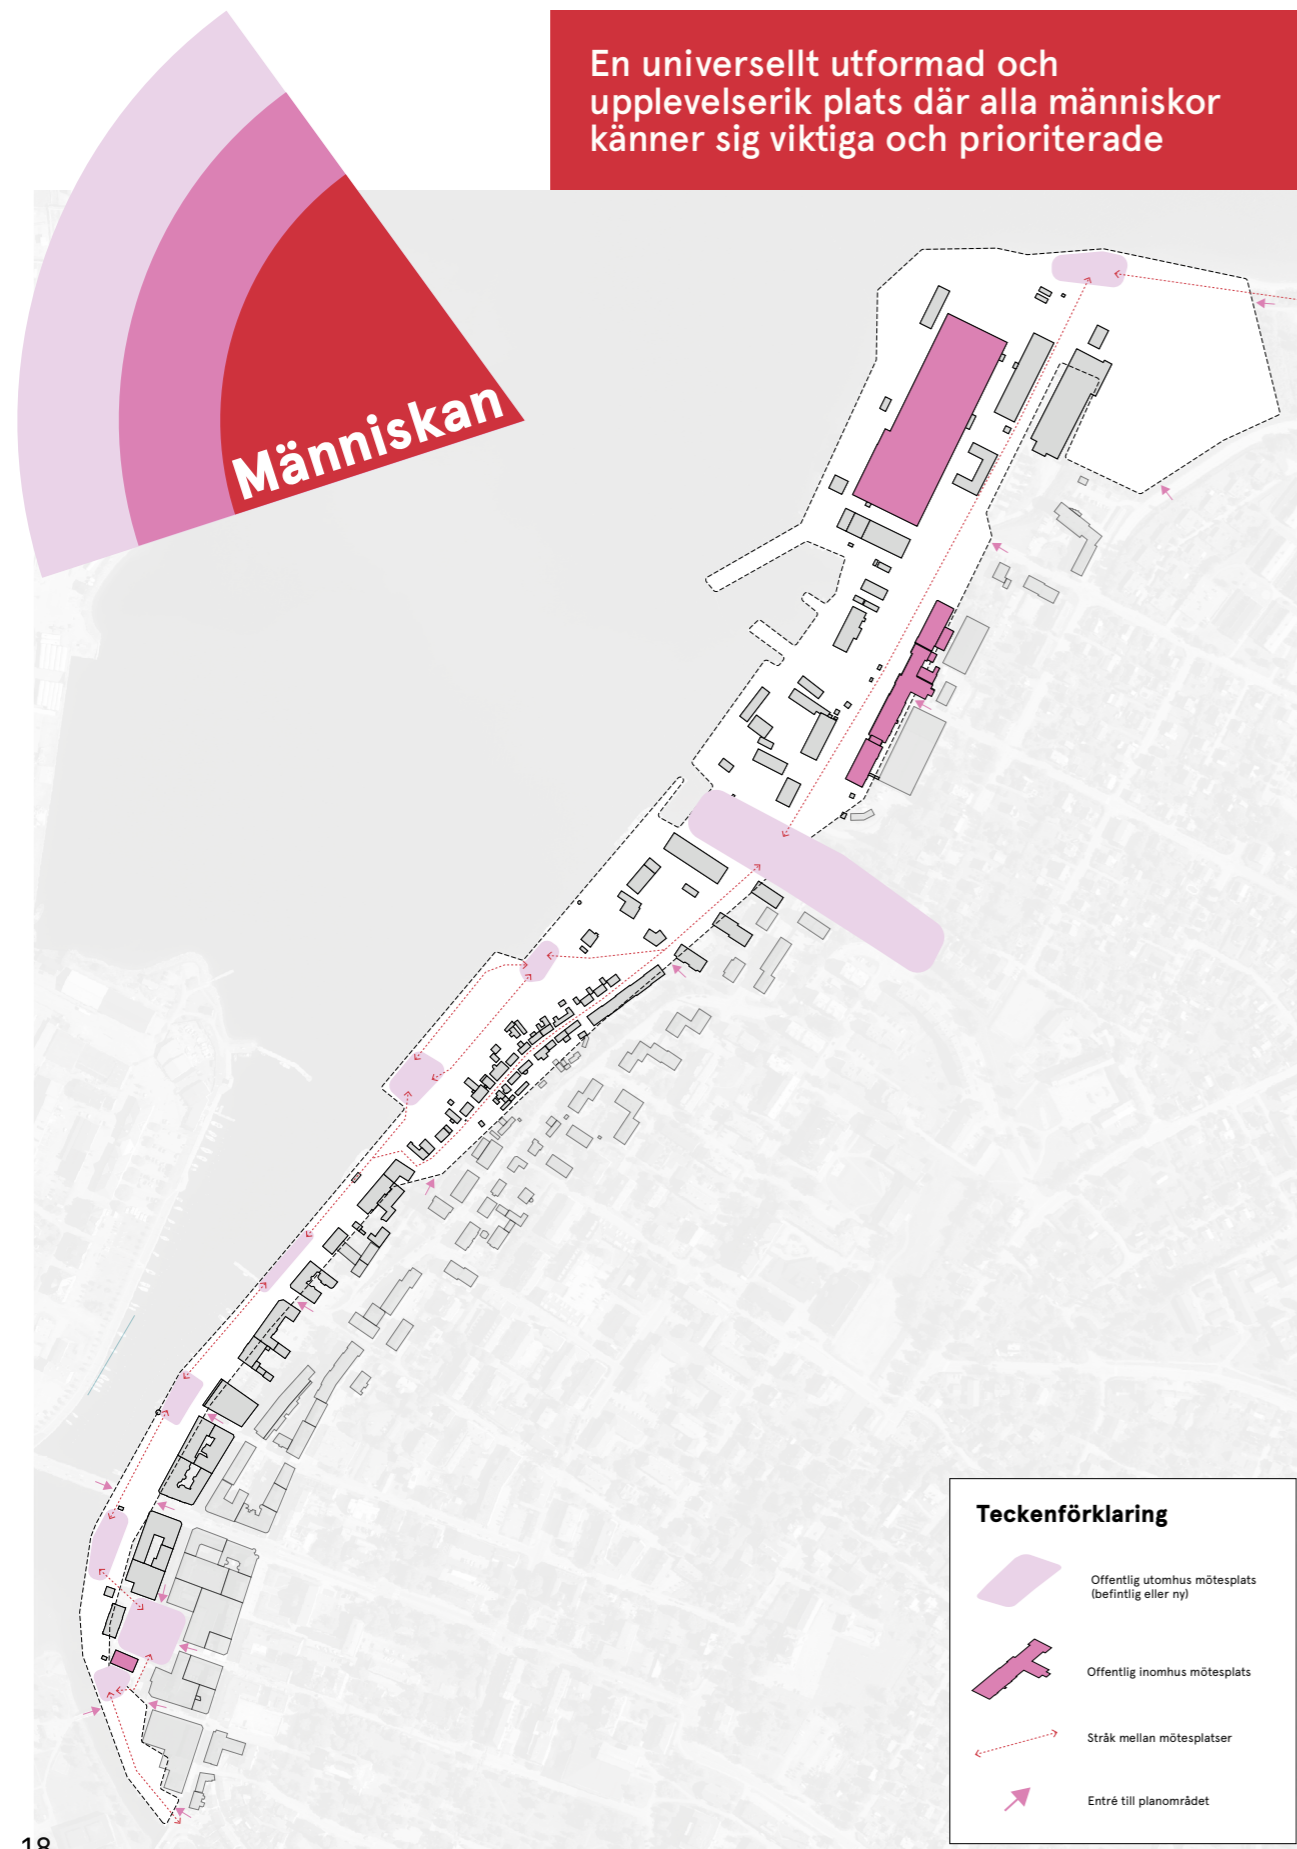 En universellt utformad och
upplevelserik plats där alla människor
känner sig viktiga och prioriterade
Människan
Teckenförklaring
Offentlig utomhus mötesplats
(befintlig eller ny)
Offentlig inomhus mötesplats
Stråk mellan mötesplatser
Entré till planområdet
18